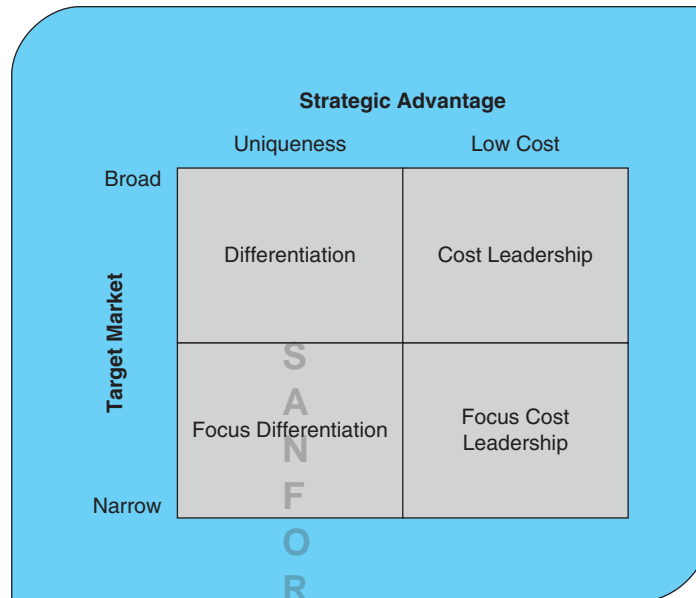 Strategic Advantage
Uniqueness
Low Cost
Broad
Target Market
Narrow
Differentiation
Cost Leadership
Focus Differentiation
Focus Cost
Leadership
S
A
N
F
O
R